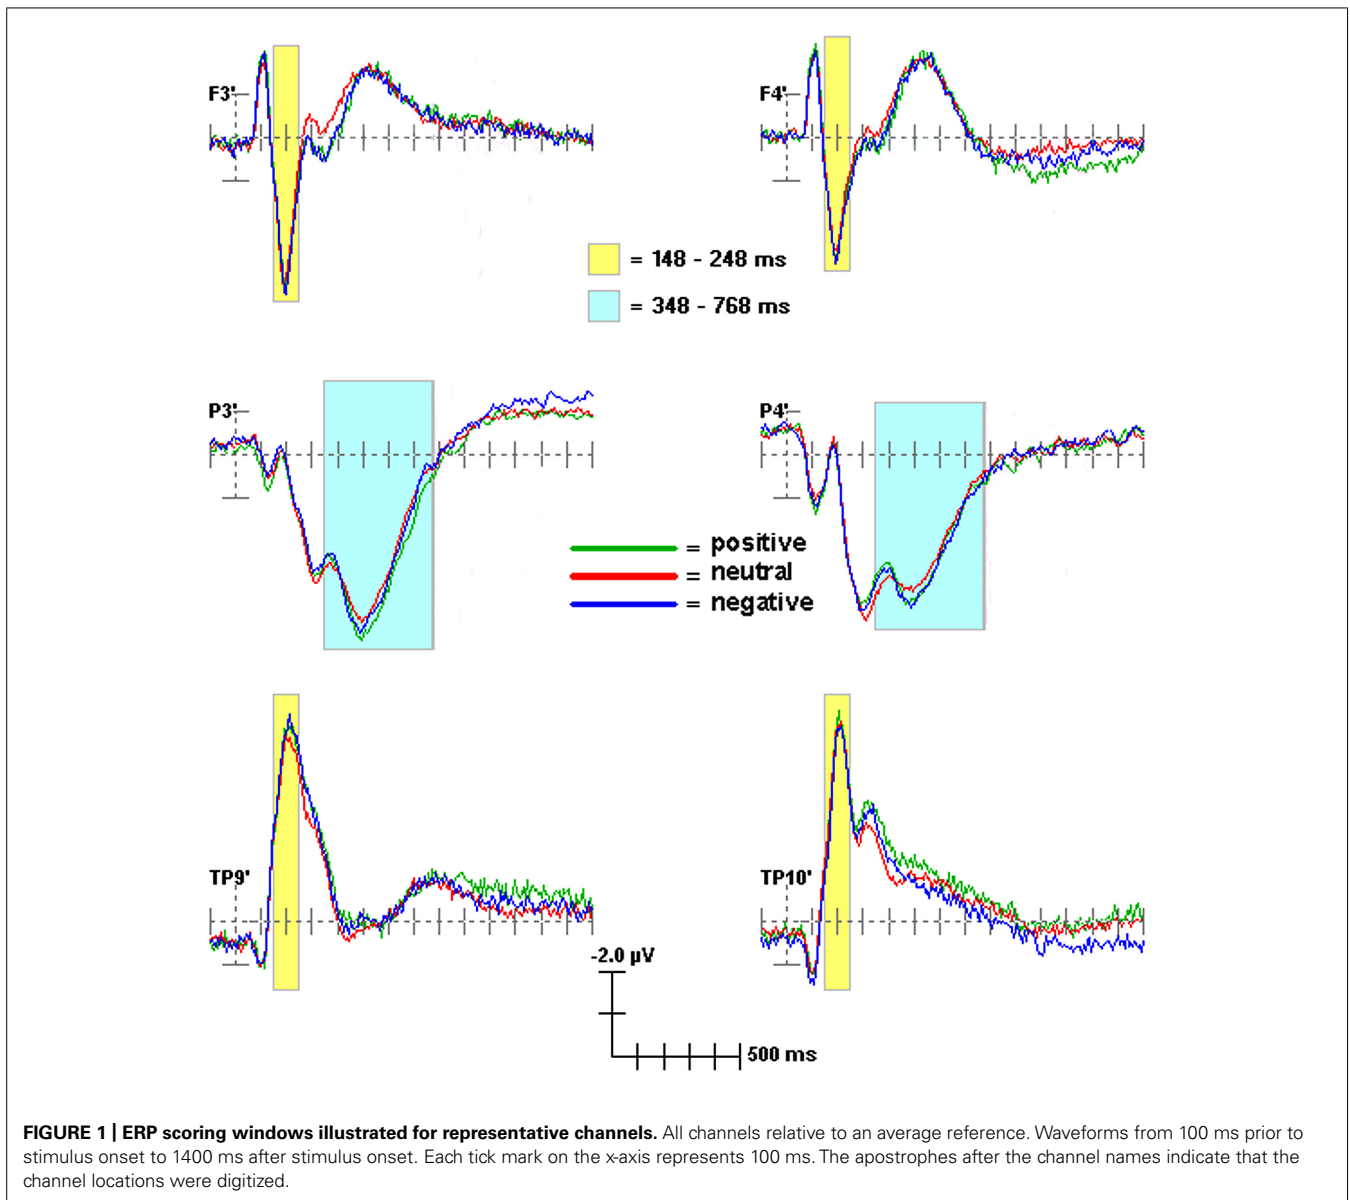 F3'
F4'
= 148 - 248 ms
= 348 - 768 ms
P3'
P4'
= positive
= neutral
= negative
TP9'
TP10'
-2.0 µV
500 ms
FIGURE 1 | ERP scoring windows illustrated for representative channels. All channels relative to an average reference. Waveforms from 100 ms prior to
stimulus onset to 1400 ms after stimulus onset. Each tick mark on the x-axis represents 100 ms. The apostrophes after the channel names indicate that the
channel locations were digitized.